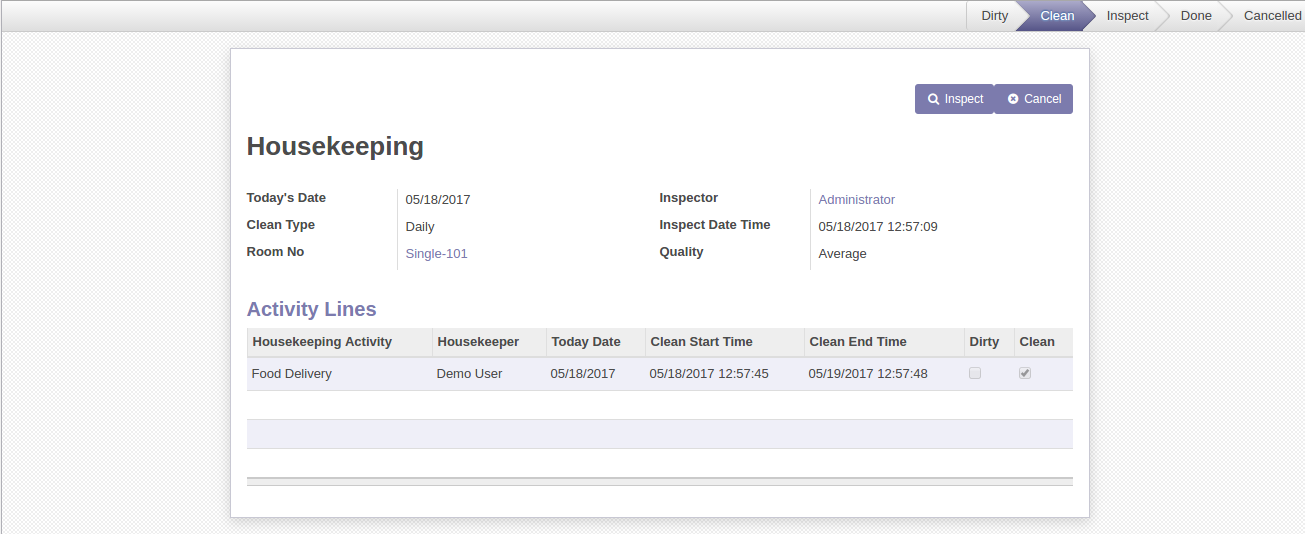 Dirty Clean Inspect Done Cancelled
Inspect Cancel
Housekeeping
Today's Date 05/18/2017 Inspector Administrator
Clean Type Daily Inspect Date Time 05/18/2017 12:57:09
Room No Single-101 Quality Average
Activity Lines
Housekeeping Activity Housekeeper Today Date Clean Start Time Clean End Time Dirty Clean
Food Delivery Demo User 05/18/2017 05/18/2017 12:57:45 05/19/2017 12:57:48